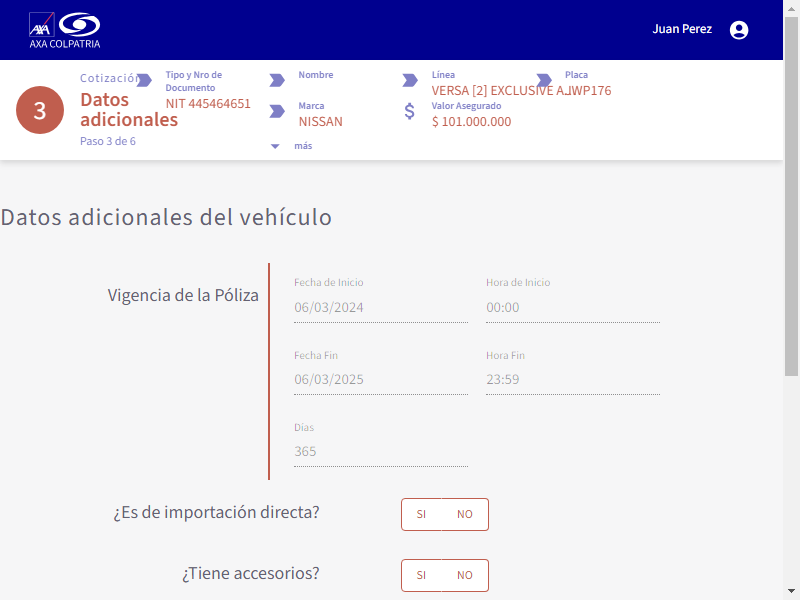 AXA
AXA COLPATRIA
Juan Perez
3
Cotización
Datos
adicionales
Paso 3 de 6
Tipo y Nro de
Documento
NIT 445464651
Nombre
Marca
NISSAN
más
Línea
VERSA [2] EXCLUSIVE A
Valor Asegurado
$ 101.000.000
Placa
JWP176
Datos adicionales del vehículo
Vigencia de la Póliza
Fecha de Inicio
06/03/2024
Hora de Inicio
00:00
Fecha Fin
06/03/2025
Hora Fin
23:59
Días
365
¿Es de importación directa?
SI NO
¿Tiene accesorios?
SI NO